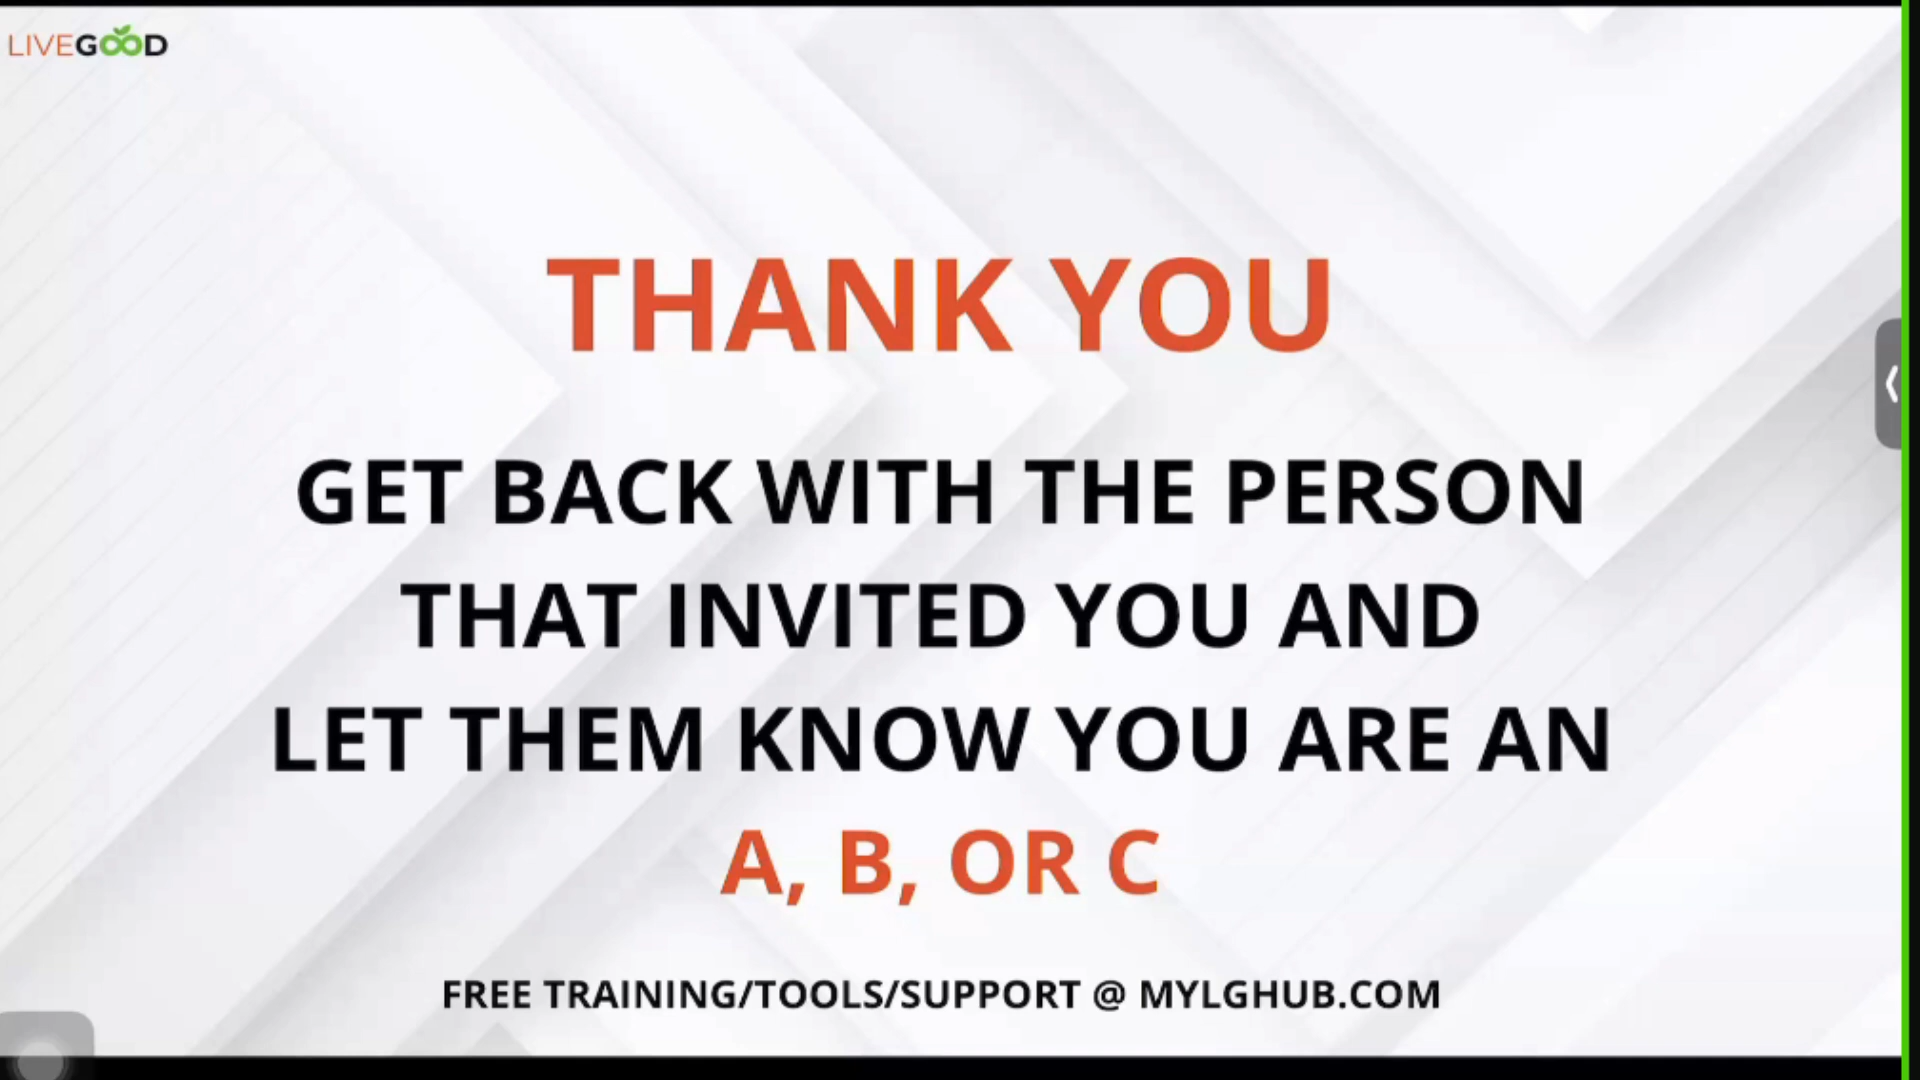 LIVEGOOD
THANK YOU
GET BACK WITH THE PERSON
THAT INVITED YOU AND
LET THEM KNOW YOU ARE AN
A, B, OR C
FREE TRAINING/TOOLS/SUPPORT @ MYLGHUB.COM